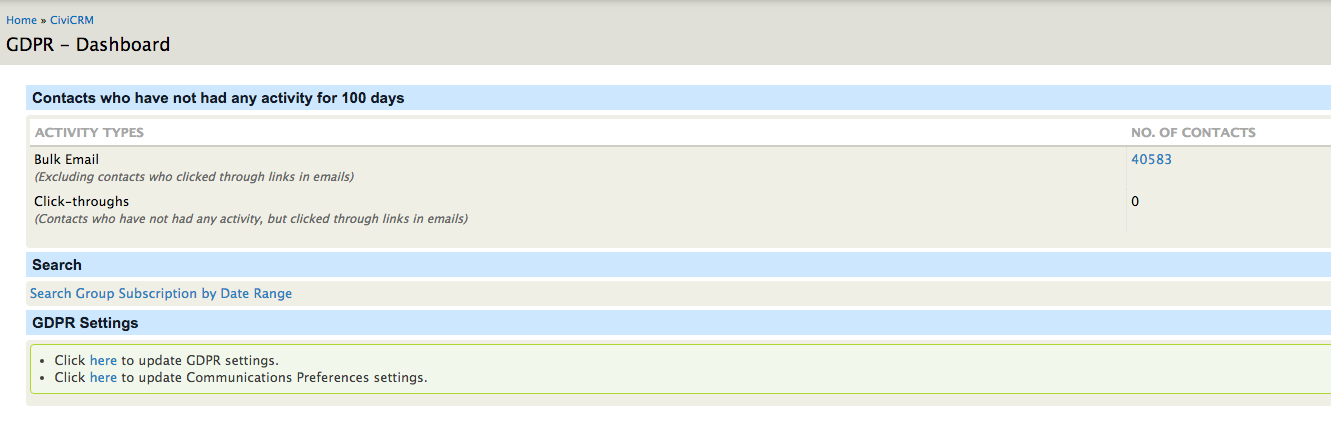 Home » CiviCRM
GDPR – Dashboard
Contacts who have not had any activity for 100 days
ACTIVITY TYPES NO. OF CONTACTS
Bulk Email 40583
(Excluding contacts who clicked through links in emails)
Click-throughs 0
(Contacts who have not had any activity, but clicked through links in emails)
Search
Search Group Subscription by Date Range
GDPR Settings
• Click here to update GDPR settings.
• Click here to update Communications Preferences settings.